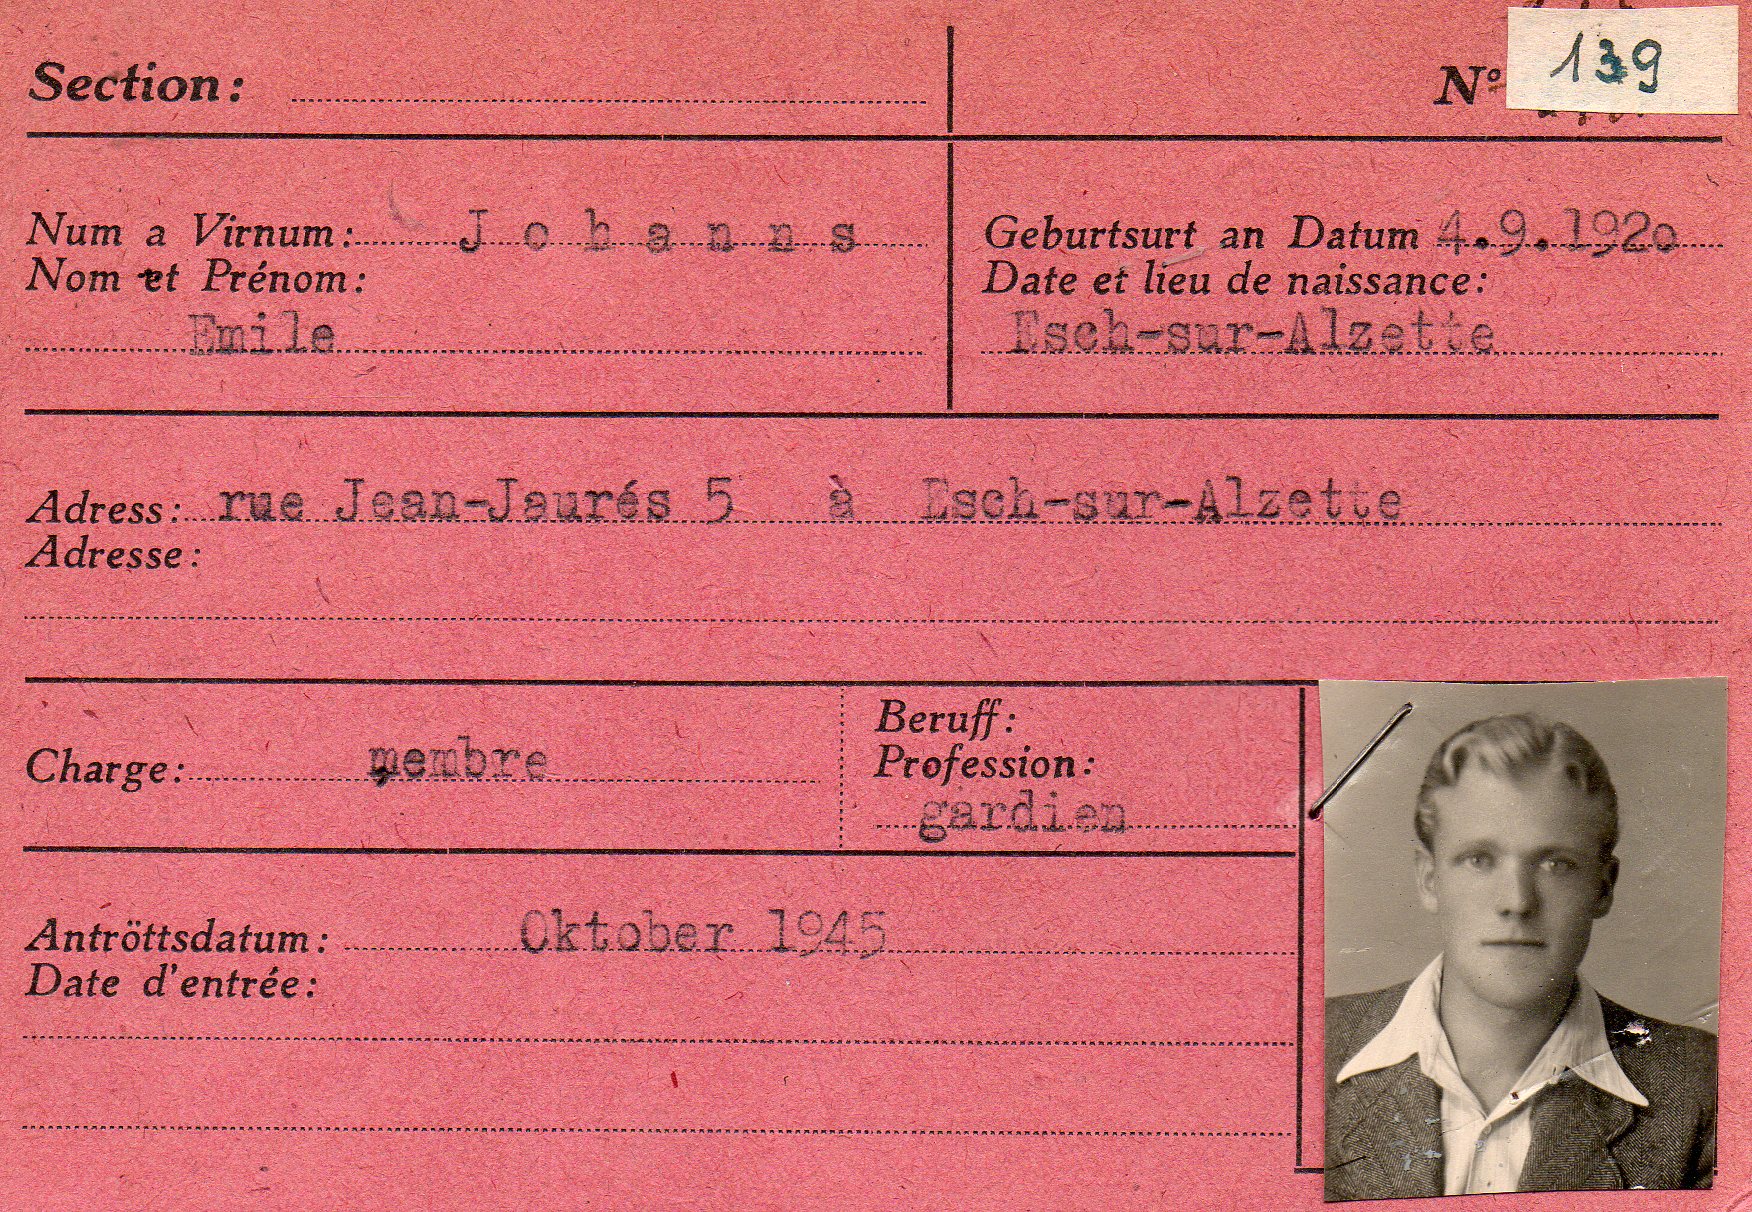 Section:
N° 139
Num a Virnum: Johanns
Nom et Prénom:
Emile
Geburtsurt an Datum 4.9.1920
Date et lieu de naissance:
Esch-sur-Alzette
Adress: rue Jean-Jaurés 5 à Esch-sur-Alzette
Adresse:
Charge: membre
Beruff:
Profession:
gardien
Antröttsdatum: Oktober 1945
Date d'entrée: